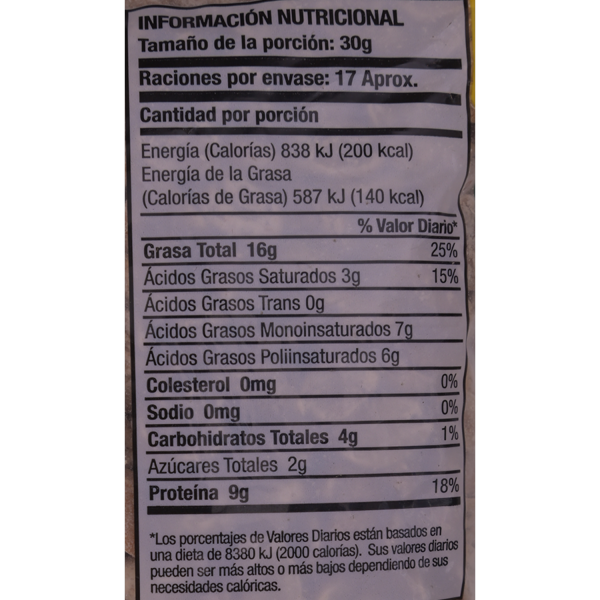 INFORMACIÓN NUTRICIONAL
Tamaño de la porción: 30g
Raciones por envase: 17 Aprox.
Cantidad por porción
Energía (Calorías) 838 kJ (200 kcal)
Energía de la Grasa
(Calorías de Grasa) 587 kJ (140 kcal)
% Valor Diario*
Grasa Total 16g 25%
Ácidos Grasos Saturados 3g 15%
Ácidos Grasos Trans 0g
Ácidos Grasos Monoinsaturados 7g
Ácidos Grasos Poliinsaturados 6g
Colesterol 0mg 0%
Sodio 0mg 0%
Carbohidratos Totales 4g 1%
Azúcares Totales 2g
Proteína 9g 18%
*Los porcentajes de Valores Diarios están basados en
una dieta de 8380 kJ (2000 calorías). Sus valores diarios
pueden ser más altos o más bajos dependiendo de sus
necesidades calóricas.